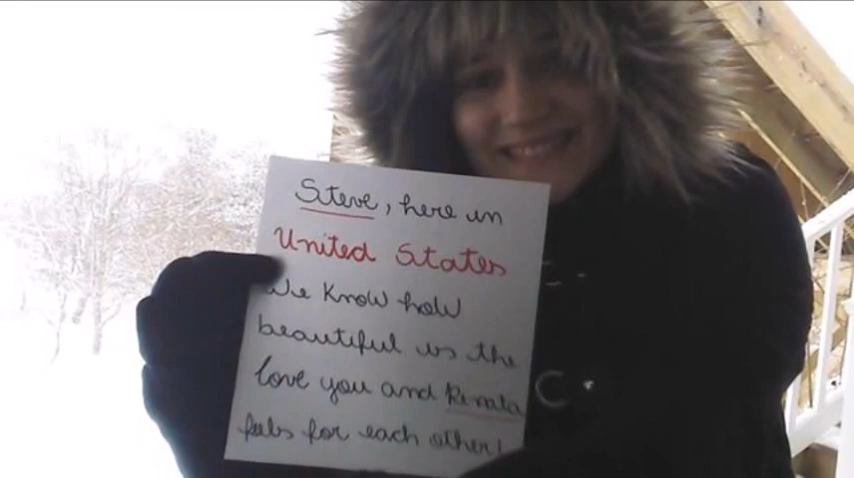 Steve, here in
United States
We know how
beautiful is the
love you and Renata
feels for each other!